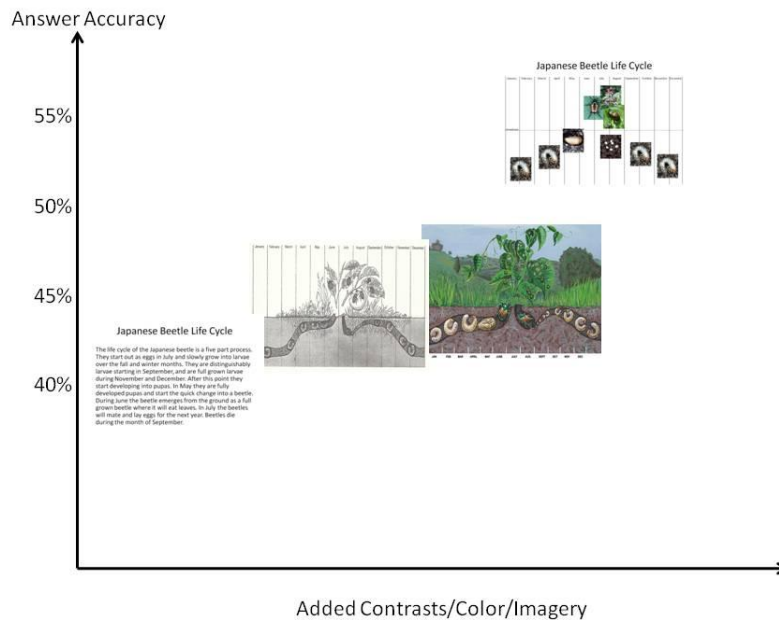 Answer Accuracy
Japanese Beetle Life Cycle
55%
50%
45%
Japanese Beetle Life Cycle
The life cycle of the Japanese beetle is a five part process.
They start out as eggs in July and slowly grow into larvae
over the fall and winter months. They are distinguishably
larvae starting in September, and are full grown larvae
during November and December. After this point they
start developing into pupas. In May they are fully
developed pupas and start the quick change into a beetle.
During June the beetle emerges from the ground as a full
grown beetle where it will eat leaves. In July the beetles
will mate and lay eggs for the next year. Beetles die
during the month of September.
40%
Added Contrasts/Color/Imagery